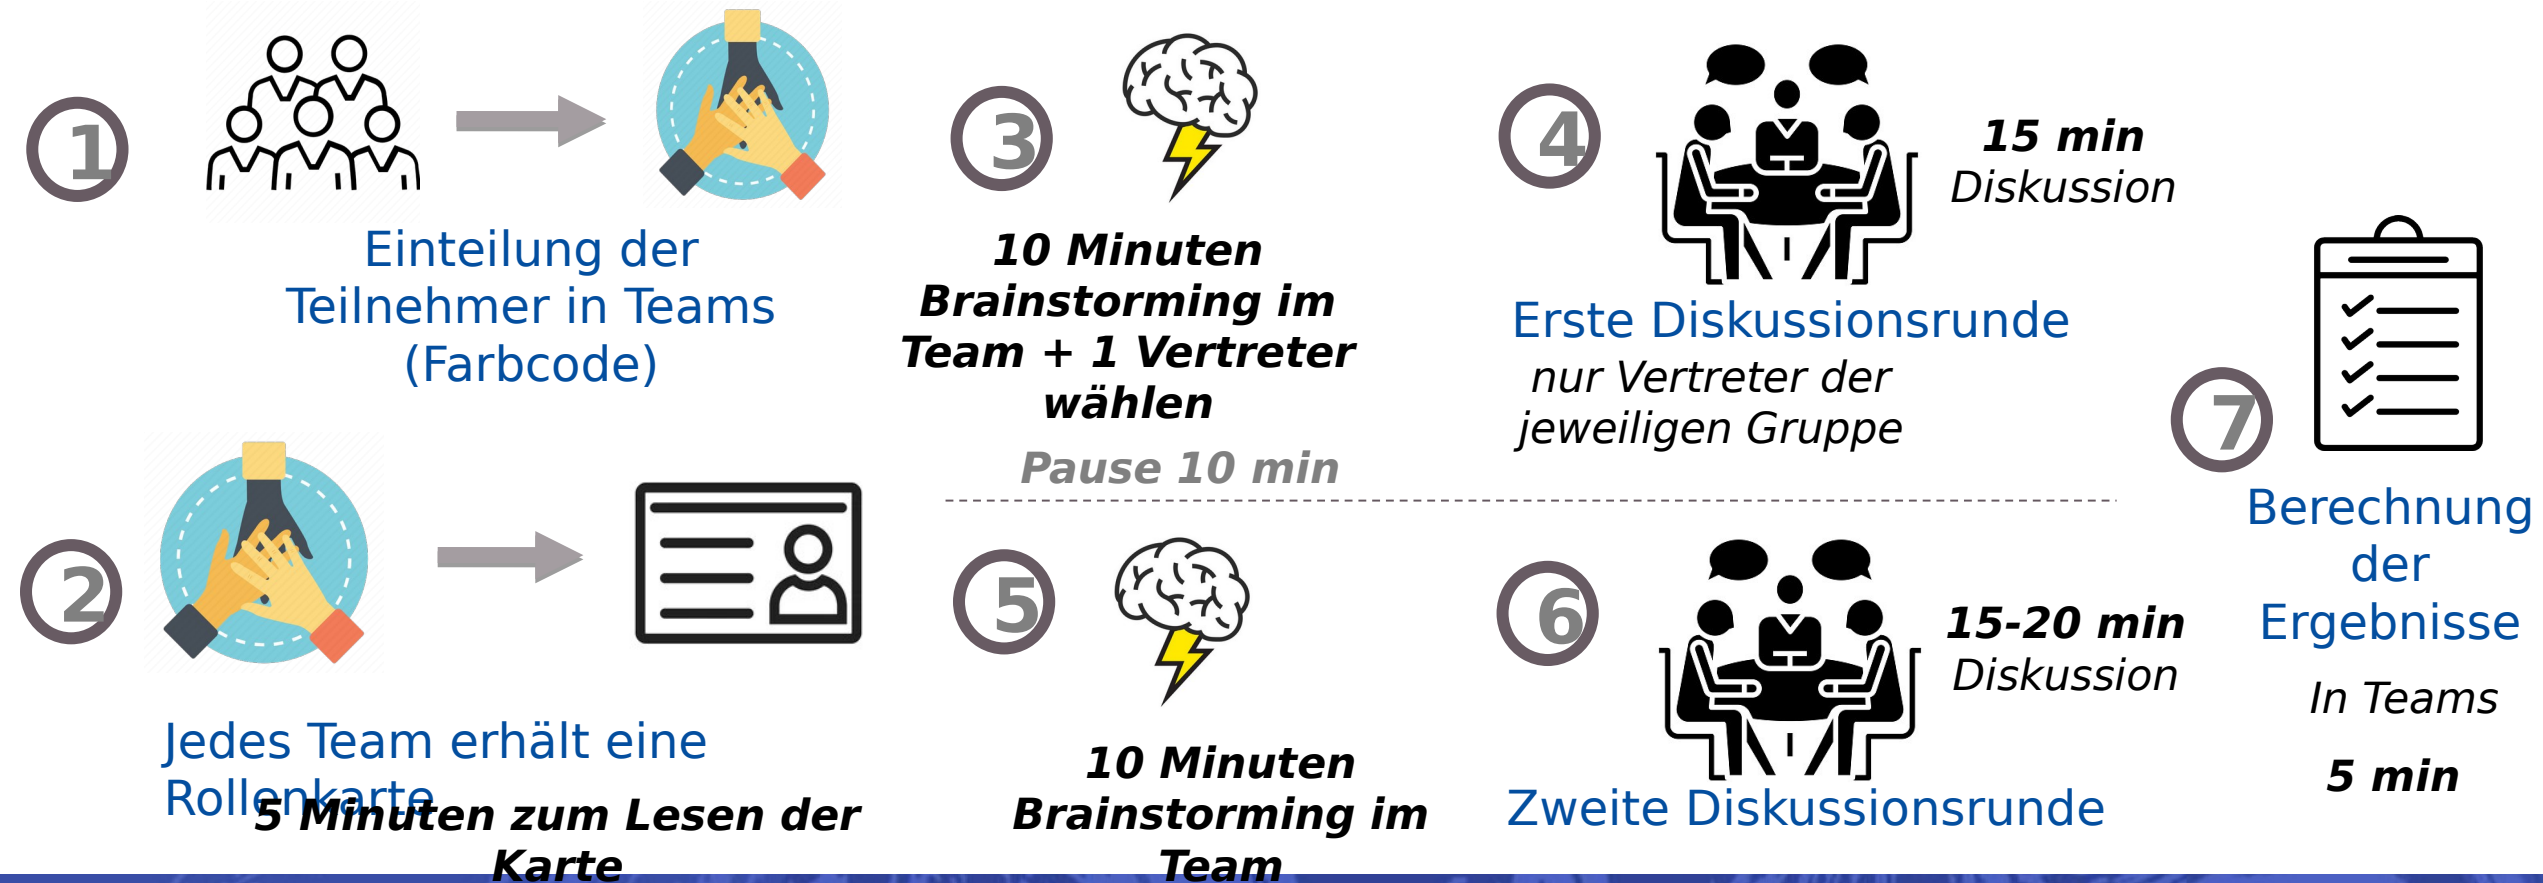 1
Einteilung der
Teilnehmer in Teams
(Farbcode)
2
Jedes Team erhält eine
Rollenkarte
5 Minuten zum Lesen der
Karte
3
10 Minuten
Brainstorming im
Team + 1 Vertreter
wählen
Pause 10 min
4
15 min
Diskussion
Erste Diskussionsrunde
nur Vertreter der
jeweiligen Gruppe
5
10 Minuten
Brainstorming im
Team
6
15-20 min
Diskussion
Zweite Diskussionsrunde
7
Berechnung
der
Ergebnisse
In Teams
5 min